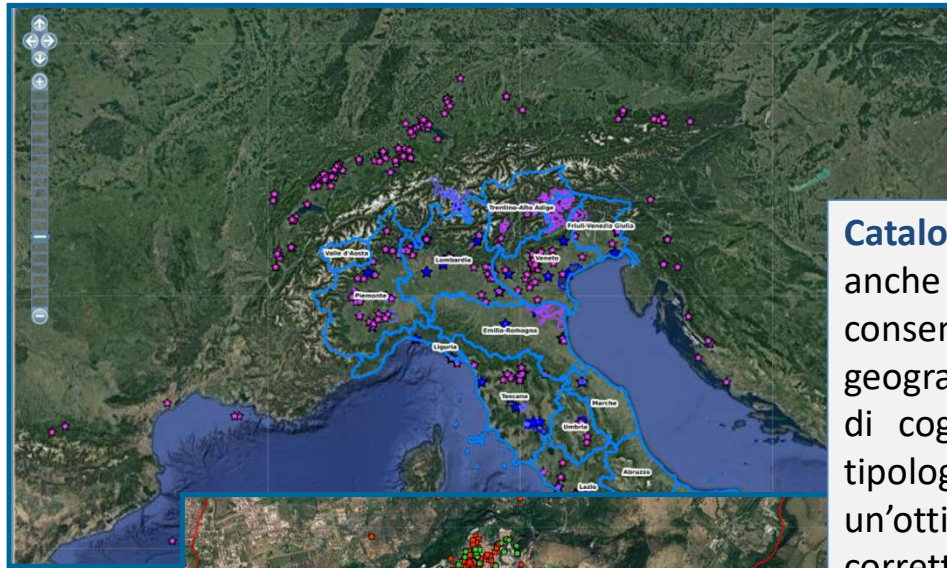 Trentino-Alto Adige
Friuli-Venezia Giulia
Valle d'Aosta
Lombardia
Veneto
Piemonte
Emilia-Romagna
Liguria
Toscana
Marche
Umbria
Abruzzo
Lazio
Catalo
anche
conser
geogra
di cog
tipolog
un'otti
corrett